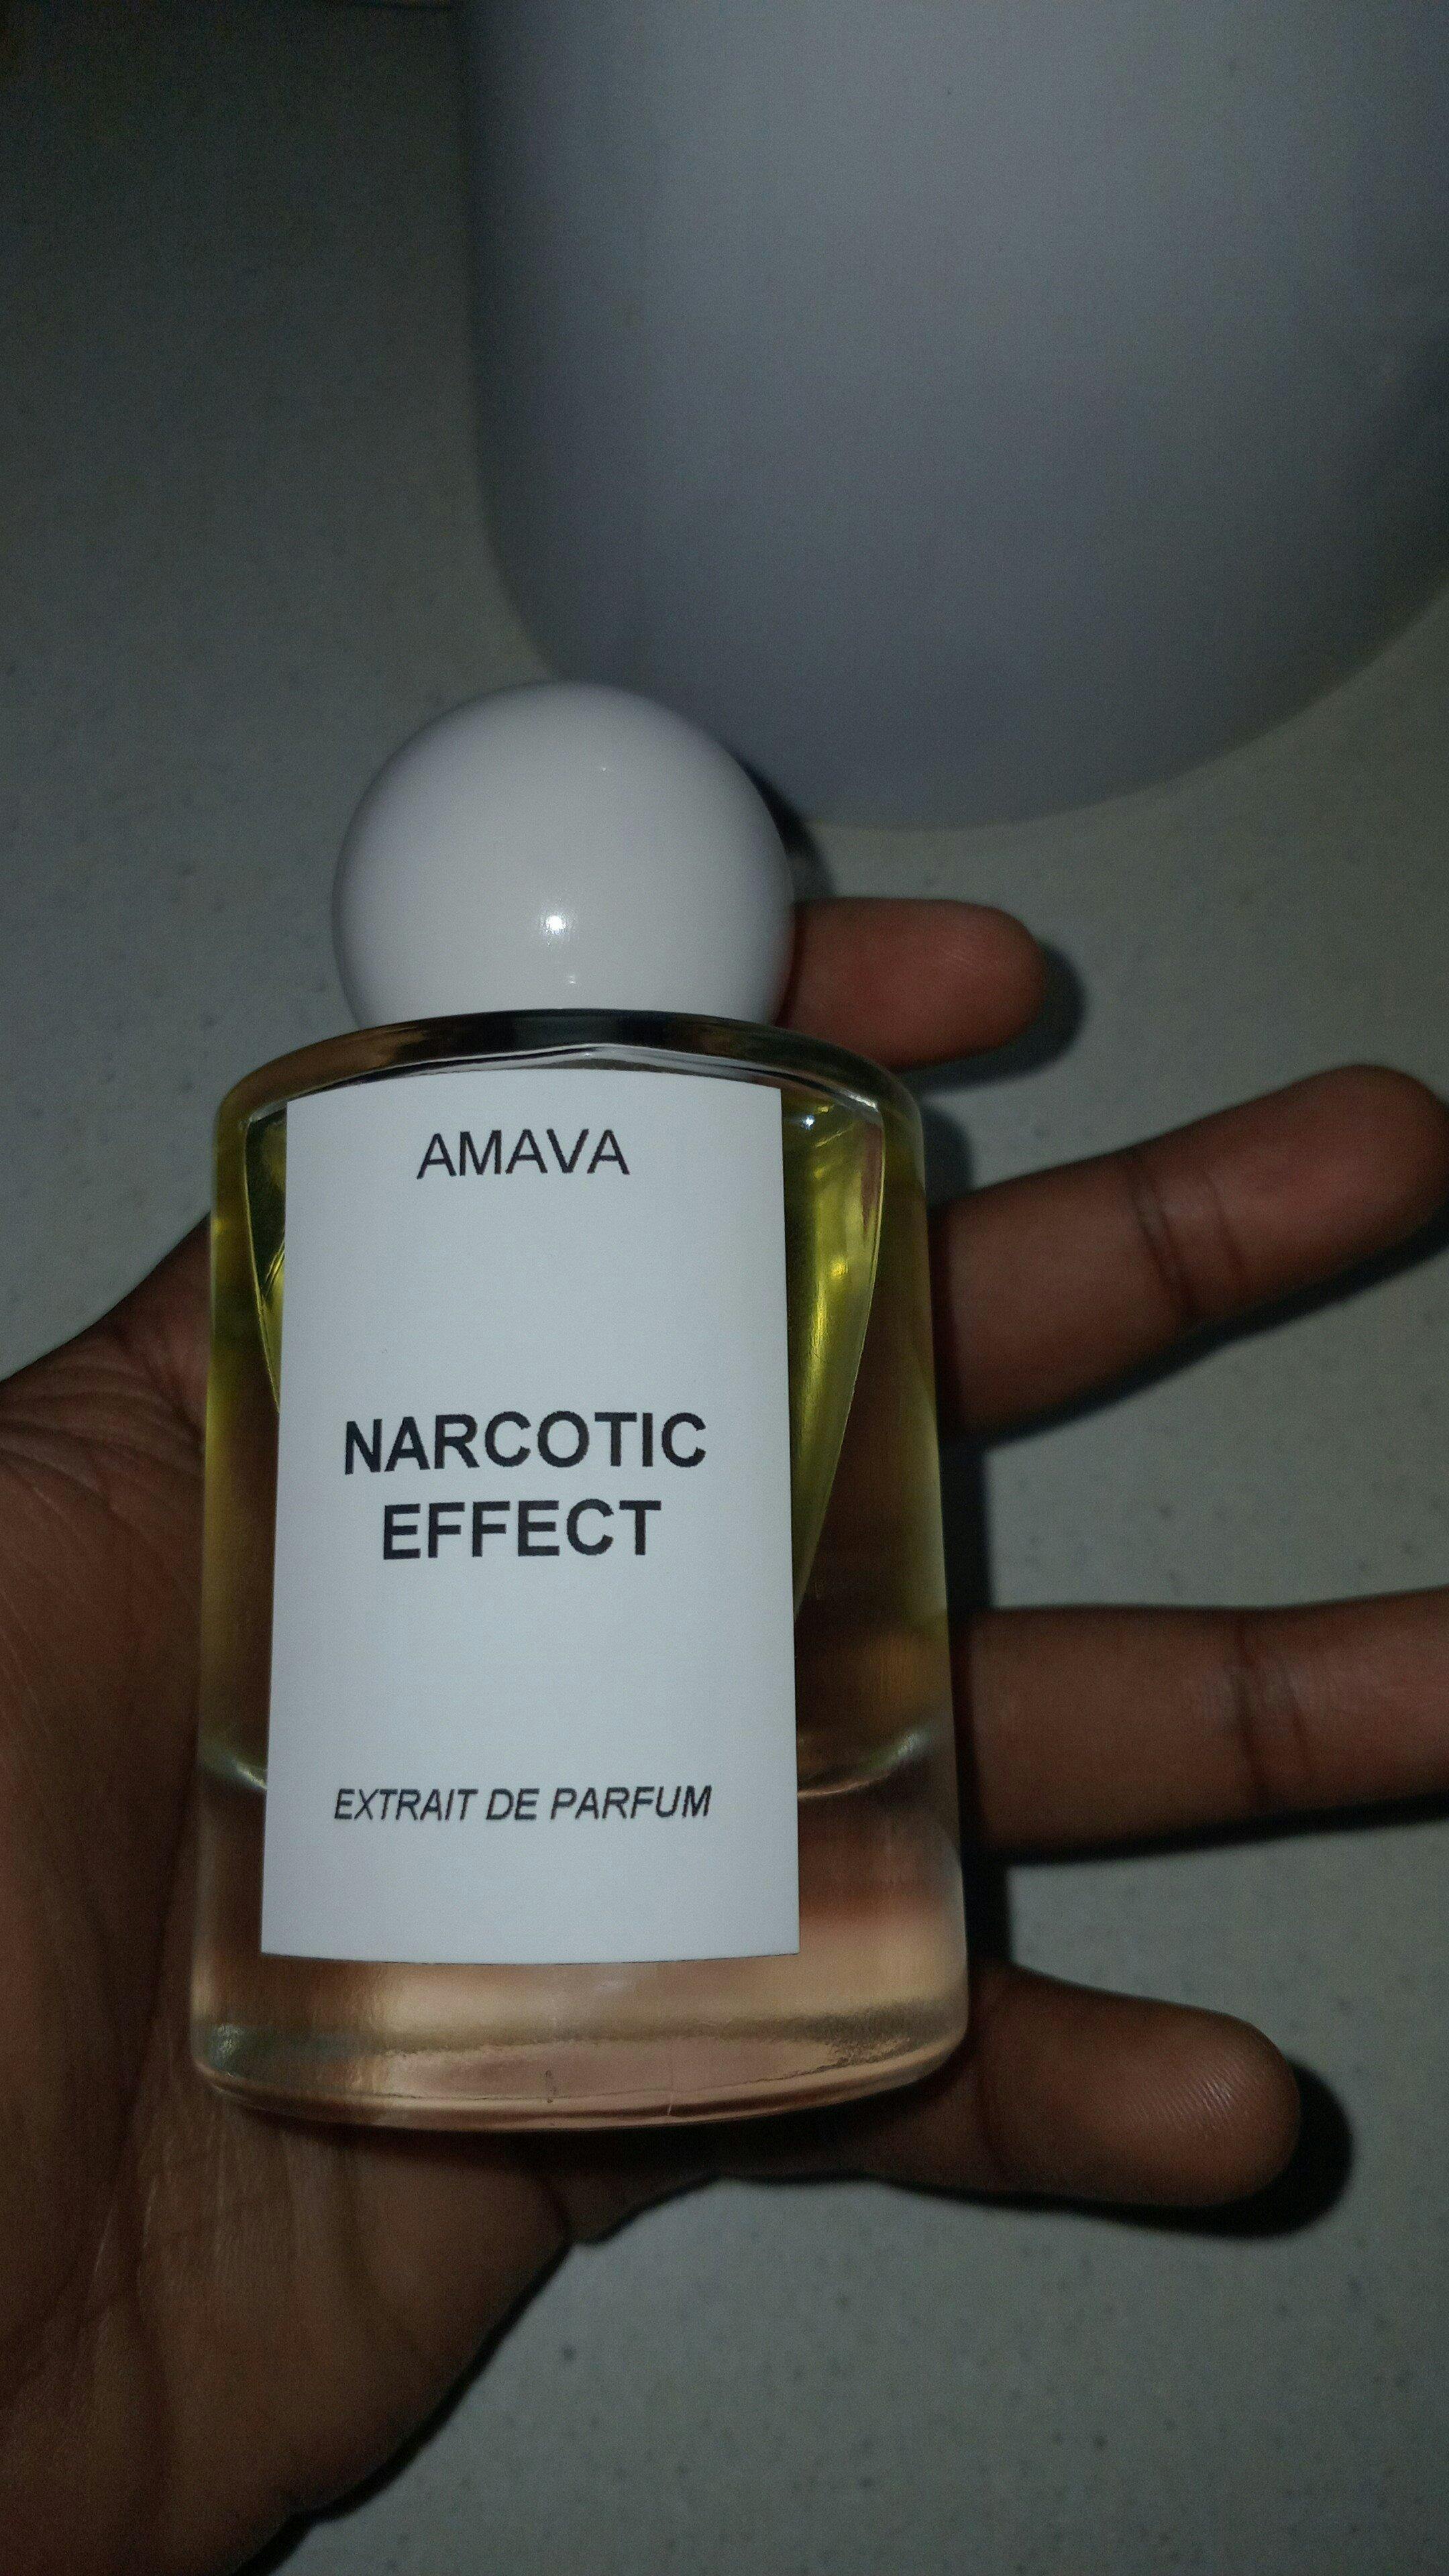 AMAVA
NARCOTIC
EFFECT
EXTRAIT DE PARFUM